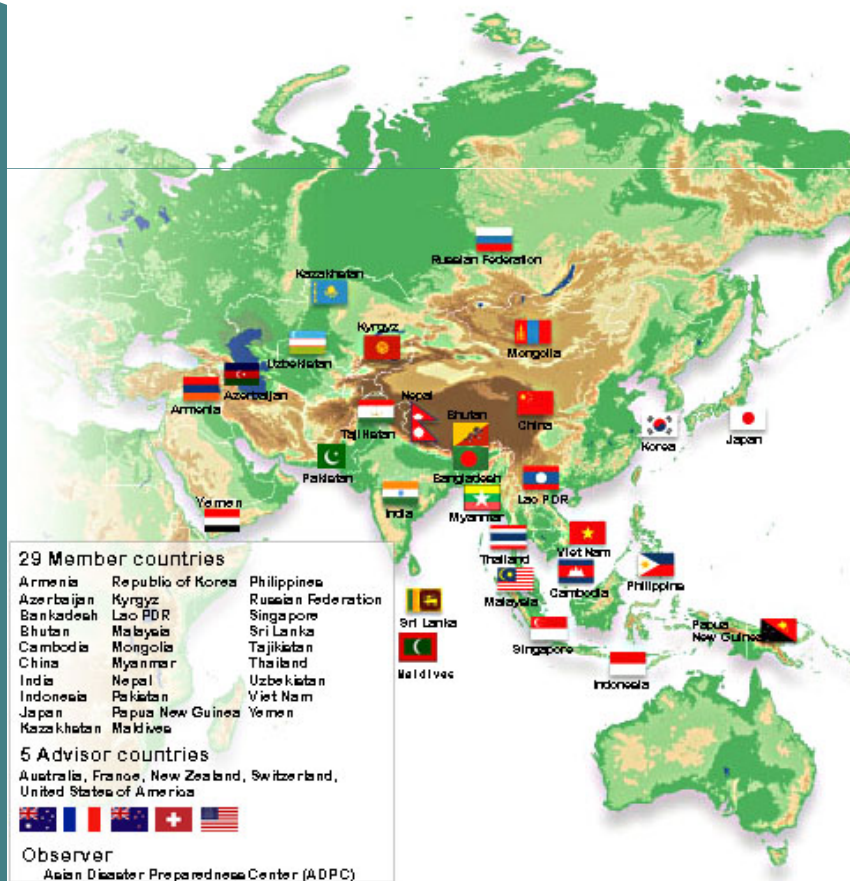 Russian Federation
Kazakhstan
Kyrgyz
Mongolia
Uzbekistan
Azerbaijan
Armenia
Nepal
Bhutan
China
Tajikistan
Korea
Japan
Pakistan
Bangladesh
Lao PDR
India
Myanmar
Yemen
Thailand
Viet Nam
Malaysia
Cambodia
Philippine
Sri Lanka
Singapore
Papua
New Guinea
Maldives
Indonesia
29 Member countries
Armenia Republic of Korea Philippines
Azerbaijan Kyrgyz Russian Federation
Bankadesh Lao PDR Singapore
Bhutan Malaysia Sri Lanka
Cambodia Mongolia Tajikistan
China Myanmar Thailand
India Nepal Uzbekistan
Indonesia Pakistan Viet Nam
Japan Papua New Guinea Yemen
Kazakhstan Maldives
5 Advisor countries
Australia, France, New Zealand, Switzerland,
United States of America
Observer
Asian Disaster Preparedness Center (ADPC)